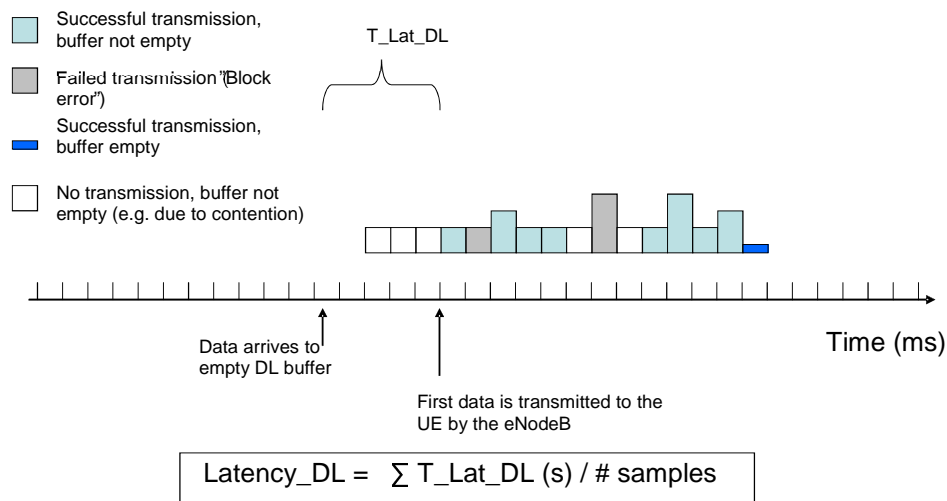 Successful transmission,
buffer not empty
T_Lat_DL
Failed transmission ”(Block
error”)
Successful transmission,
buffer empty
No transmission, buffer not
empty (e.g. due to contention)
Time (ms)
Data arrives to
empty DL buffer
First data is transmitted to the
UE by the eNodeB
Latency_DL = ∑ T_Lat_DL (s) / # samples